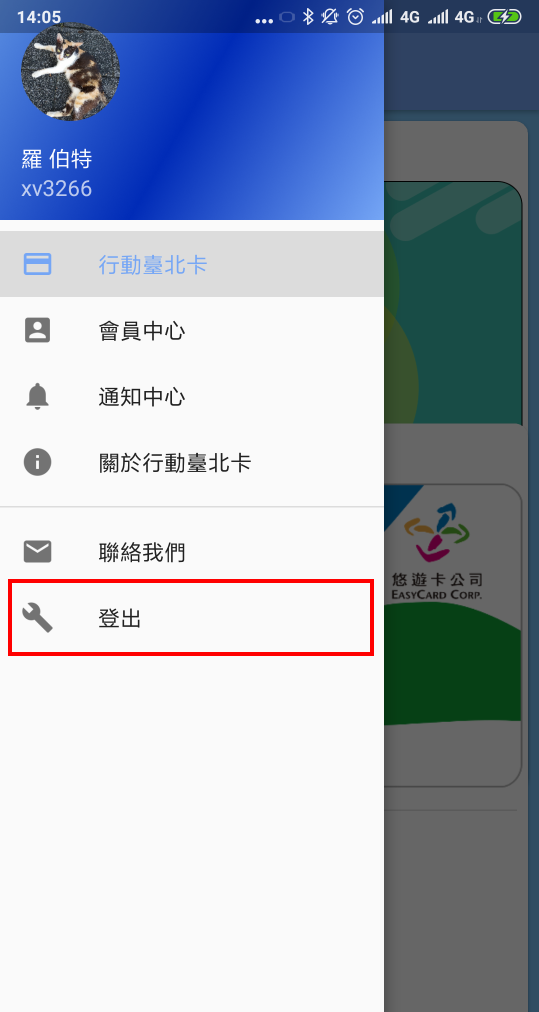 14:05
4G
4G
羅 伯特
xv3266
行動臺北卡
會員中心
通知中心
關於行動臺北卡
聯絡我們
登出
悠遊卡公司
EASYCARD CORP.